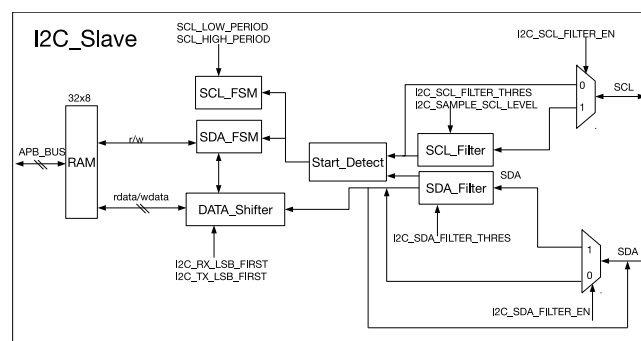 I2C_Slave
SCL_LOW_PERIOD
SCL_HIGH_PERIOD
I2C_SCL_FILTER_EN
SCL
0
1
I2C_SCL_FILTER_THRES
I2C_SAMPLE_SCL_LEVEL
SCL_FSM
32x8
RAM
APB_BUS
r/w
SDA_FSM
Start_Detect
SCL_Filter
SDA
SDA_Filter
rdata/wdata
DATA_Shifter
I2C_SDA_FILTER_THRES
I2C_RX_LSB_FIRST
I2C_TX_LSB_FIRST
1
0
SDA
I2C_SDA_FILTER_EN